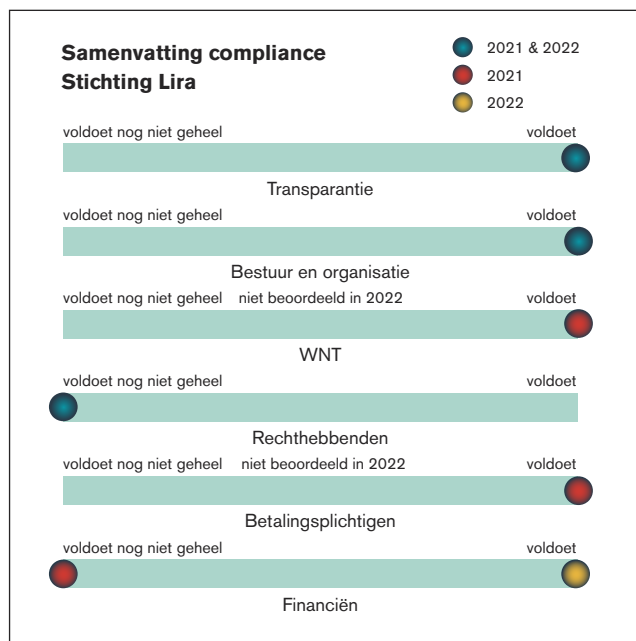 Samenvatting compliance
Stichting Lira
2021 & 2022
2021
2022
voldoet nog niet geheel voldoet
Transparantie
voldoet nog niet geheel voldoet
Bestuur en organisatie
voldoet nog niet geheel niet beoordeeld in 2022 voldoet
WNT
voldoet nog niet geheel voldoet
Rechthebbenden
voldoet nog niet geheel niet beoordeeld in 2022 voldoet
Betalingsplichtigen
voldoet nog niet geheel voldoet
Financiën